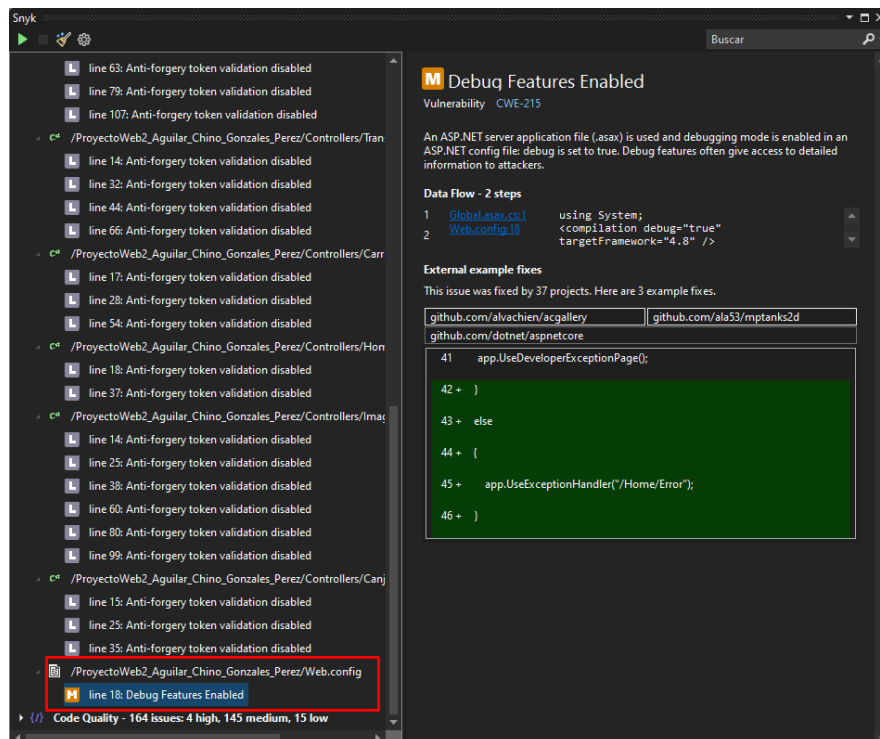 Snyk
Buscar
L line 63: Anti-forgery token validation disabled
L line 79: Anti-forgery token validation disabled
L line 107: Anti-forgery token validation disabled
C# /ProyectoWeb2_Aguilar_Chino_Gonzales_Perez/Controllers/Tran
L line 14: Anti-forgery token validation disabled
L line 32: Anti-forgery token validation disabled
L line 44: Anti-forgery token validation disabled
L line 66: Anti-forgery token validation disabled
C# /ProyectoWeb2_Aguilar_Chino_Gonzales_Perez/Controllers/Carr
L line 17: Anti-forgery token validation disabled
L line 28: Anti-forgery token validation disabled
L line 54: Anti-forgery token validation disabled
C# /ProyectoWeb2_Aguilar_Chino_Gonzales_Perez/Controllers/Hom
L line 18: Anti-forgery token validation disabled
L line 37: Anti-forgery token validation disabled
C# /ProyectoWeb2_Aguilar_Chino_Gonzales_Perez/Controllers/Imag
L line 14: Anti-forgery token validation disabled
L line 25: Anti-forgery token validation disabled
L line 38: Anti-forgery token validation disabled
L line 60: Anti-forgery token validation disabled
L line 80: Anti-forgery token validation disabled
L line 99: Anti-forgery token validation disabled
C# /ProyectoWeb2_Aguilar_Chino_Gonzales_Perez/Controllers/Canj
L line 15: Anti-forgery token validation disabled
L line 25: Anti-forgery token validation disabled
L line 35: Anti-forgery token validation disabled
/ProyectoWeb2_Aguilar_Chino_Gonzales_Perez/Web.config
M line 18: Debug Features Enabled
{/} Code Quality - 164 issues: 4 high, 145 medium, 15 low
M Debug Features Enabled
Vulnerability CWE-215
An ASP.NET server application file (.asax) is used and debugging mode is enabled in an
ASP.NET config file: debug is set to true. Debug features often give access to detailed
information to attackers.
Data Flow - 2 steps
1 Global.asax.cs:1 using System;
2 Web.config:18 <compilation debug="true"
targetFramework="4.8" />
External example fixes
This issue was fixed by 37 projects. Here are 3 example fixes.
github.com/alvachien/acgallery github.com/ala53/mptanks2d
github.com/dotnet/aspnetcore
41 app.UseDeveloperExceptionPage();
42 + }
43 + else
44 + {
45 + app.UseExceptionHandler("/Home/Error");
46 + }